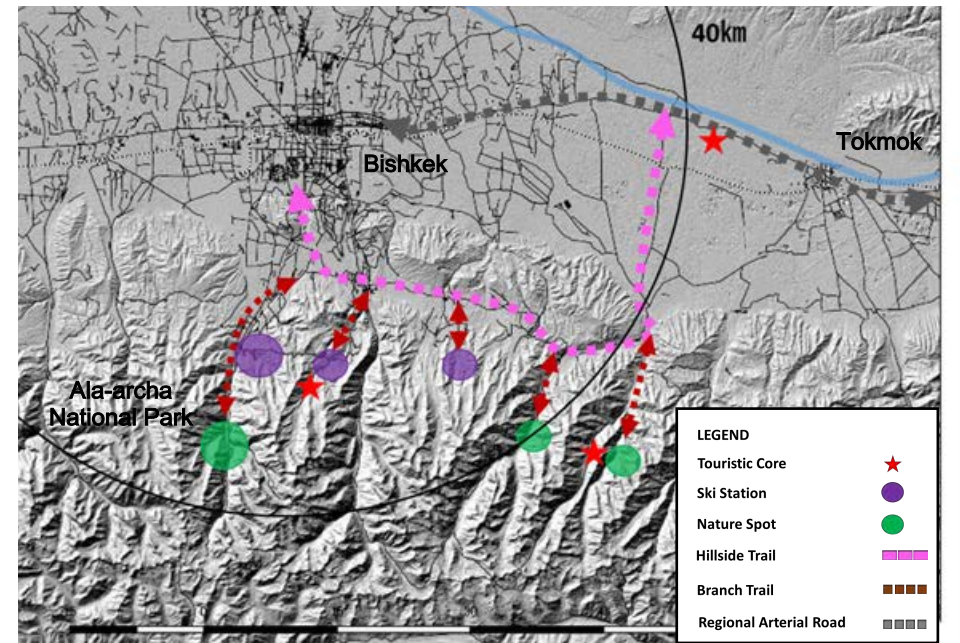 40km
Tokmok
Bishkek
Ala-archa
National Park
LEGEND
Touristic Core
Ski Station
Nature Spot
Hillside Trail
Branch Trail
Regional Arterial Road